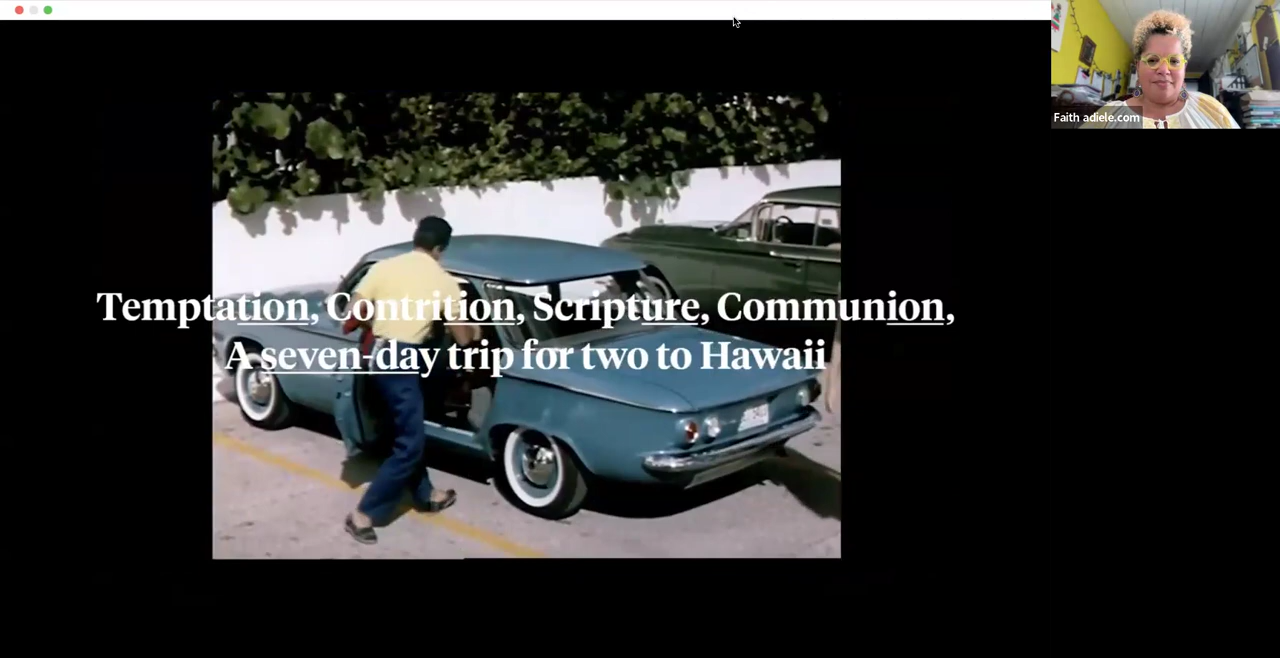 Faith adiele.com
Temptation, Contrition, Scripture, Communion,
A seven-day trip for two to Hawaii